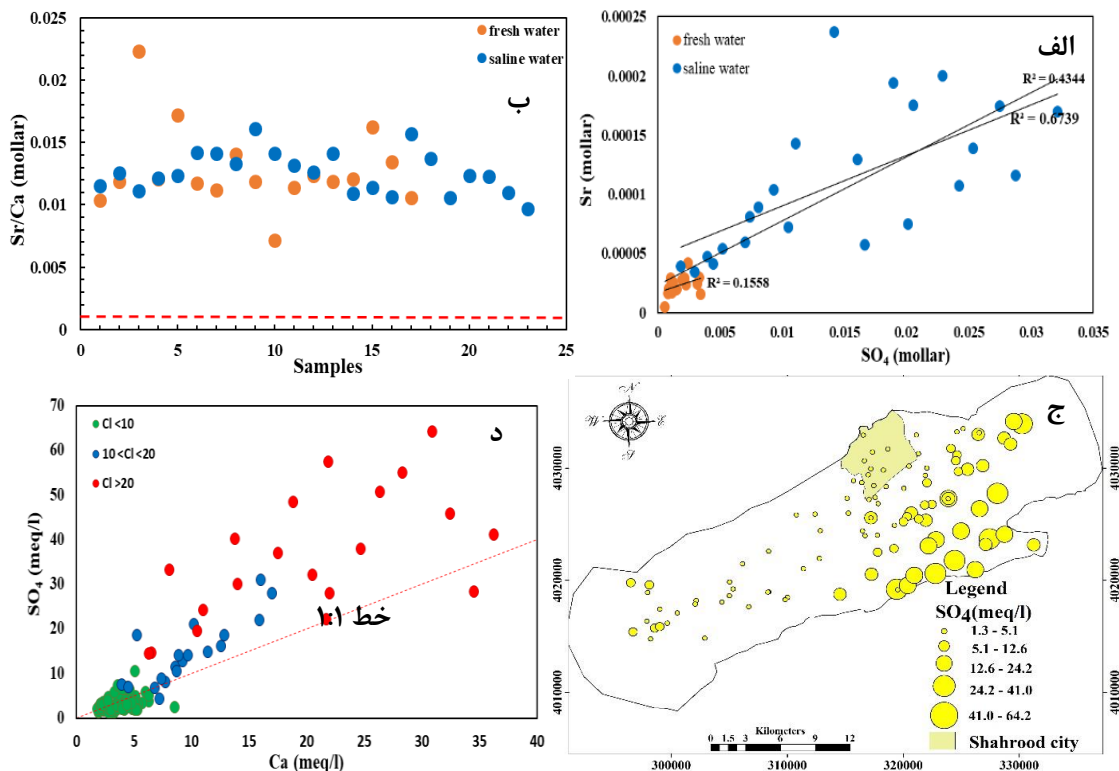 الف
fresh water
saline water
R² = 0.4344
R² = 0.6739
R² = 0.1558
0.00025
0.0002
0.00015
0.0001
0.00005
0
0 0.005 0.01 0.015 0.02 0.025 0.03 0.035
Sr (mollar)
SO₄ (mollar)
ب
fresh water
saline water
0.025
0.02
0.015
0.01
0.005
0
0 5 10 15 20 25
Sr/Ca (mollar)
Samples
ج
N
W E
S
4030000
4020000
4010000
4030000
4020000
4010000
300000 310000 320000 330000
Kilometers
0 1.5 3 6 9 12
Legend
SO₄(meq/l)
1.3 - 5.1
5.1 - 12.6
12.6 - 24.2
24.2 - 41.0
41.0 - 64.2
Shahrood city
د
Cl <10
10 <Cl <20
Cl >20
خط ۱:۱
70
60
50
40
30
20
10
0
0 5 10 15 20 25 30 35 40
SO₄ (meq/l)
Ca (meq/l)